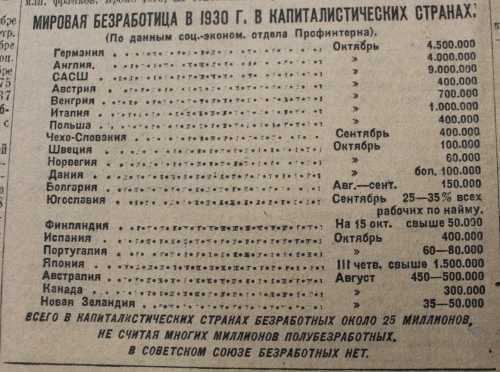 МИРОВАЯ БЕЗРАБОТИЦА В 1930 Г. В КАПИТАЛИСТИЧЕСКИХ СТРАНАХ:
(По данным соц.-эконом. отдела Профинтерна).
Германия Октябрь 4.500.000
Англия. » 4.000.000
САСШ » 9.000.000
Австрия » 400.000
Венгрия » 700.000
Италия » 1.000.000
Польша » 400.000
Чехо-Словакия Сентябрь 400.000
Швеция Октябрь 100.000
Норвегия » 60.000
Дания » бол. 100.000
Болгария Авг.—сент. 150.000
Югославия Сентябрь 25—35% всех
рабочих по найму.
Финляндия На 15 окт. свыше 50.000
Испания Октябрь 400.000
Португалия » 60—80.000
Япония III четв. свыше 1.500.000
Австралия Август 450—500.000
Канада » 300.000
Новая Зеландия » 35—50.000
ВСЕГО В КАПИТАЛИСТИЧЕСКИХ СТРАНАХ БЕЗРАБОТНЫХ ОКОЛО 25 МИЛЛИОНОВ,
НЕ СЧИТАЯ МНОГИХ МИЛЛИОНОВ ПОЛУБЕЗРАБОТНЫХ.
В СОВЕТСКОМ СОЮЗЕ БЕЗРАБОТНЫХ НЕТ.